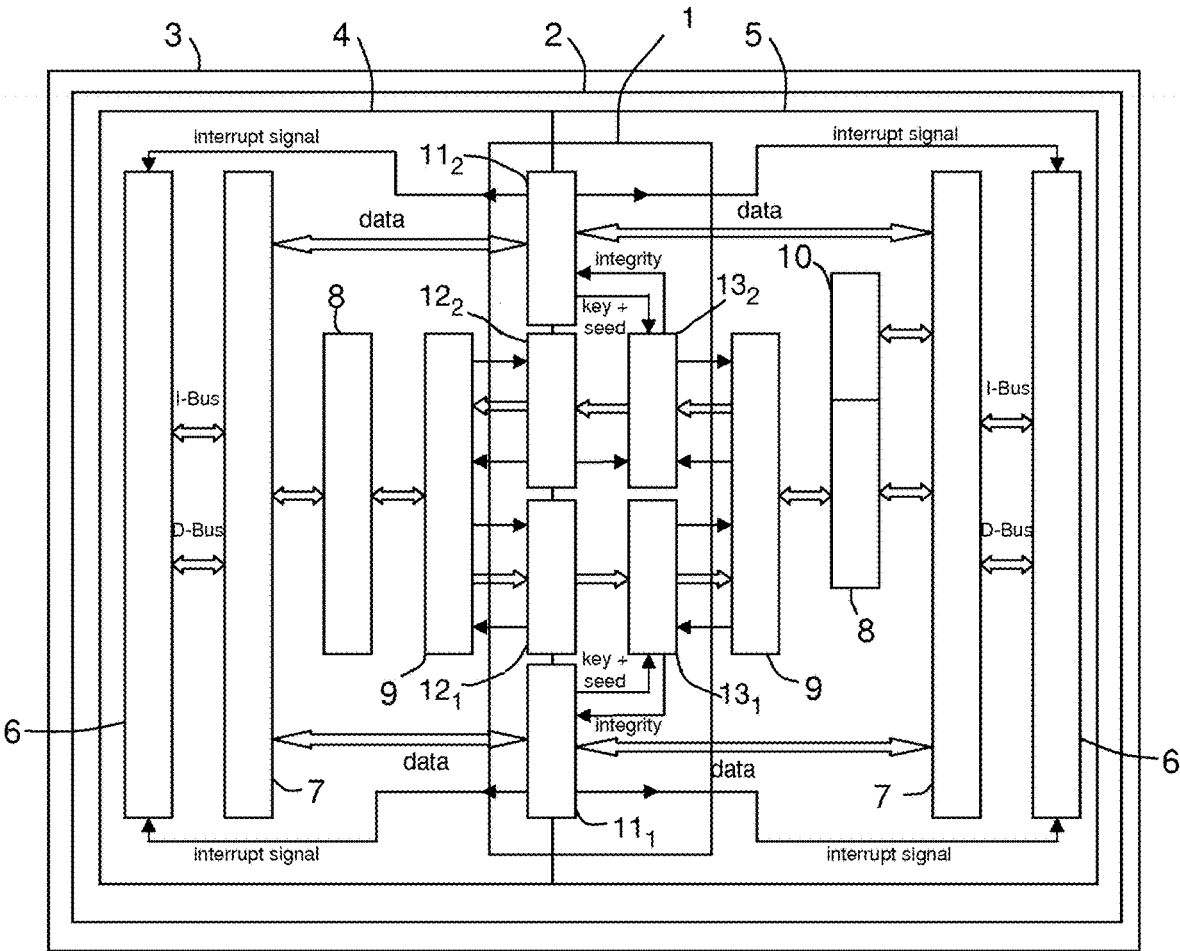 1
3
4
2
5
interrupt signal
interrupt signal
11₂
data
data
integrity
10
13₂
8
12₂
key +
seed
I-Bus
I-Bus
D-Bus
D-Bus
8
9
12₁
key +
seed
13₁
9
6
integrity
data
data
6
7
7
11₁
interrupt signal
interrupt signal